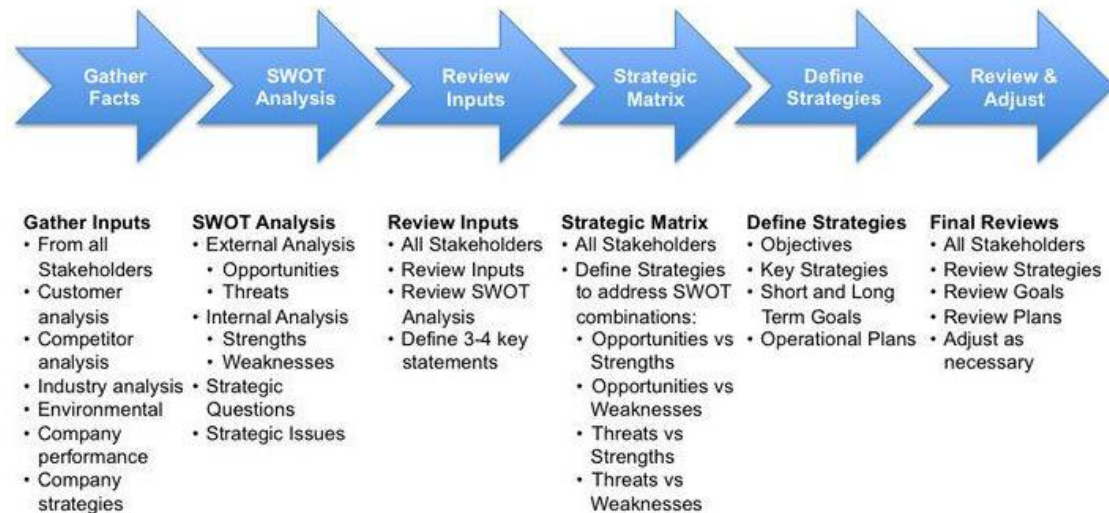 Gather
Facts
SWOT
Analysis
Review
Inputs
Strategic
Matrix
Define
Strategies
Review &
Adjust
Gather Inputs
• From all
Stakeholders
• Customer
analysis
• Competitor
analysis
• Industry analysis
• Environmental
• Company
performance
• Company
strategies
SWOT Analysis
• External Analysis
• Opportunities
• Threats
• Internal Analysis
• Strengths
• Weaknesses
• Strategic
Questions
• Strategic Issues
Review Inputs
• All Stakeholders
• Review Inputs
• Review SWOT
Analysis
• Define 3-4 key
statements
Strategic Matrix
• All Stakeholders
• Define Strategies
to address SWOT
combinations:
• Opportunities vs
Strengths
• Opportunities vs
Weaknesses
• Threats vs
Strengths
• Threats vs
Weaknesses
Define Strategies
• Objectives
• Key Strategies
• Short and Long
Term Goals
• Operational Plans
Final Reviews
• All Stakeholders
• Review Strategies
• Review Goals
• Review Plans
• Adjust as
necessary